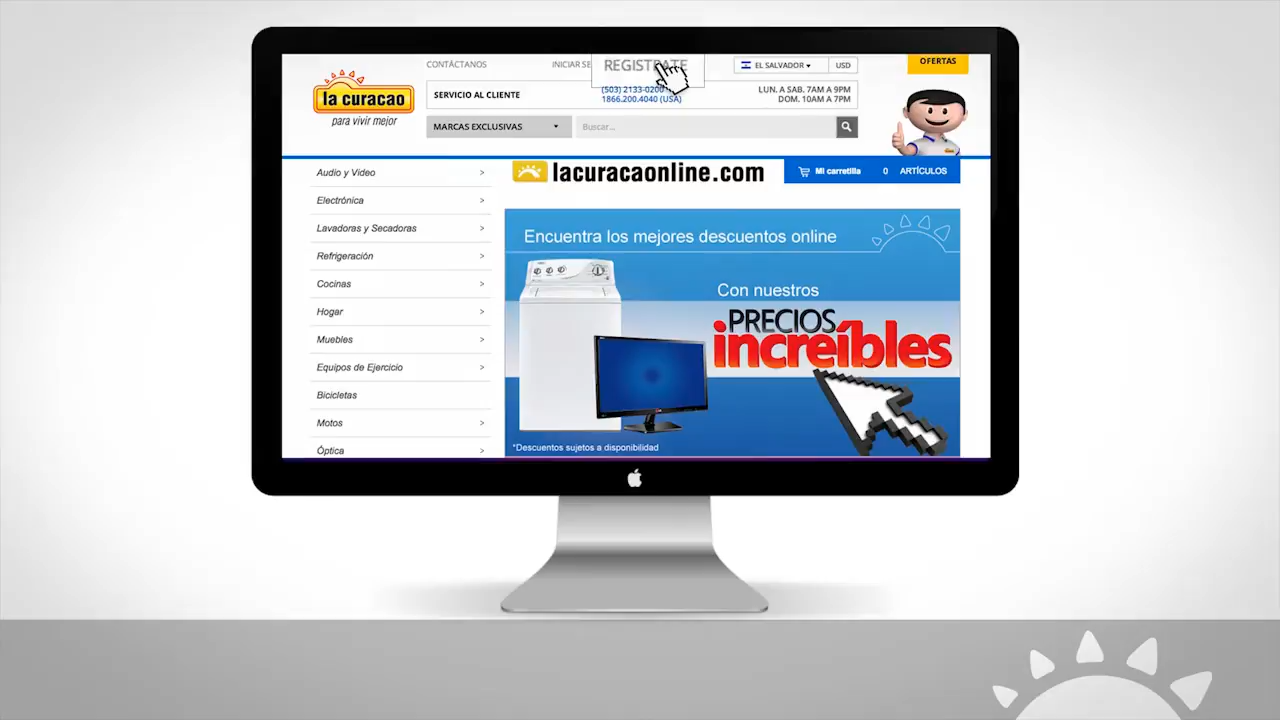 CONTÁCTANOS
INICIAR SE
REGISTRATE
EL SALVADOR
USD
OFERTAS
la curacao
para vivir mejor
SERVICIO AL CLIENTE
(503) 2133-0200
1866.200.4040 (USA)
LUN. A SAB. 7AM A 9PM
DOM. 10AM A 7PM
MARCAS EXCLUSIVAS
Buscar...
lacuracaonline.com
Mi carretilla
0 ARTÍCULOS
Audio y Video >
Electrónica >
Lavadoras y Secadoras >
Refrigeración >
Cocinas >
Hogar >
Muebles >
Equipos de Ejercicio >
Bicicletas
Motos >
Óptica >
Encuentra los mejores descuentos online
Con nuestros
PRECIOS
increíbles
*Descuentos sujetos a disponibilidad